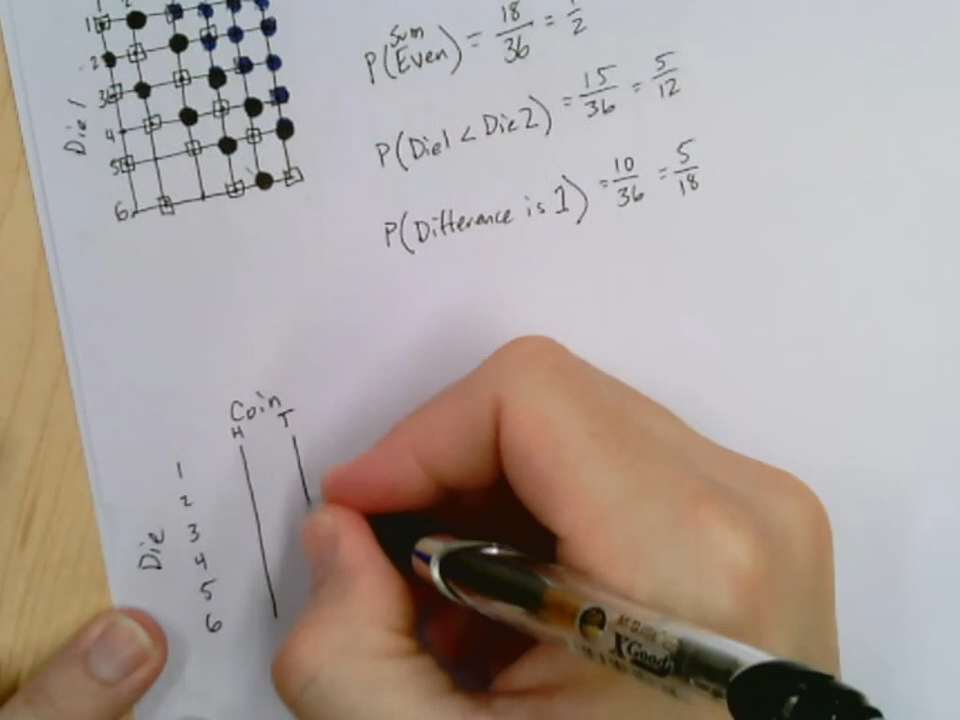 P(Sum Even) = 18/36 = 1/2
P(Die1 < Die2) = 15/36 = 5/12
P(Difference is 1) = 10/36 = 5/18
Die 1
1
2
3
4
5
6
Coin
H T
Die
1
2
3
4
5
6
XGood